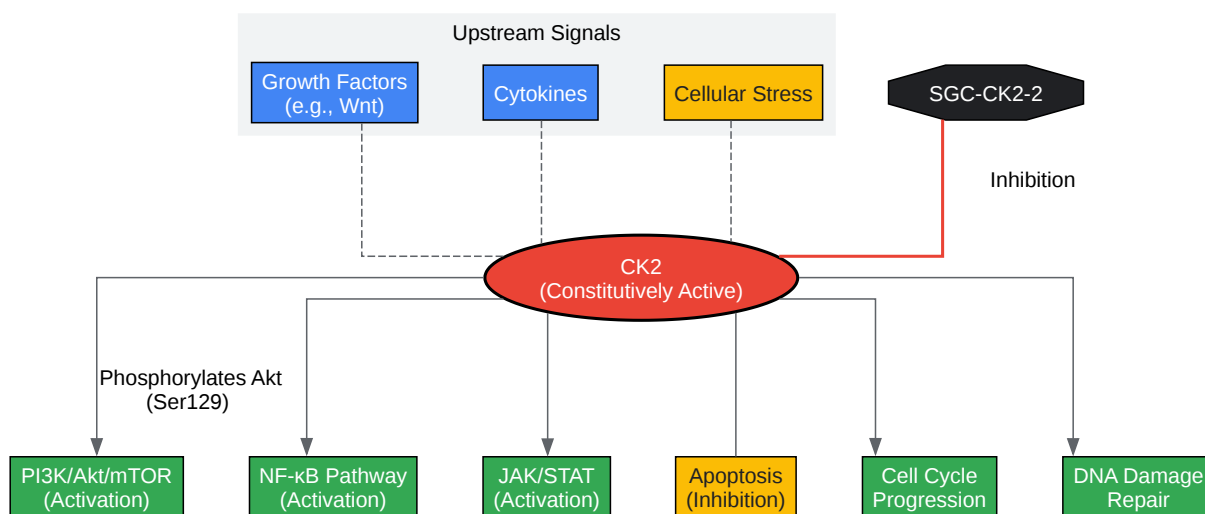 Upstream Signals
Growth Factors
(e.g., Wnt)
Cytokines
Cellular Stress
SGC-CK2-2
Inhibition
CK2
(Constitutively Active)
Phosphorylates Akt
(Ser129)
PI3K/Akt/mTOR
(Activation)
NF-κB Pathway
(Activation)
JAK/STAT
(Activation)
Apoptosis
(Inhibition)
Cell Cycle
Progression
DNA Damage
Repair